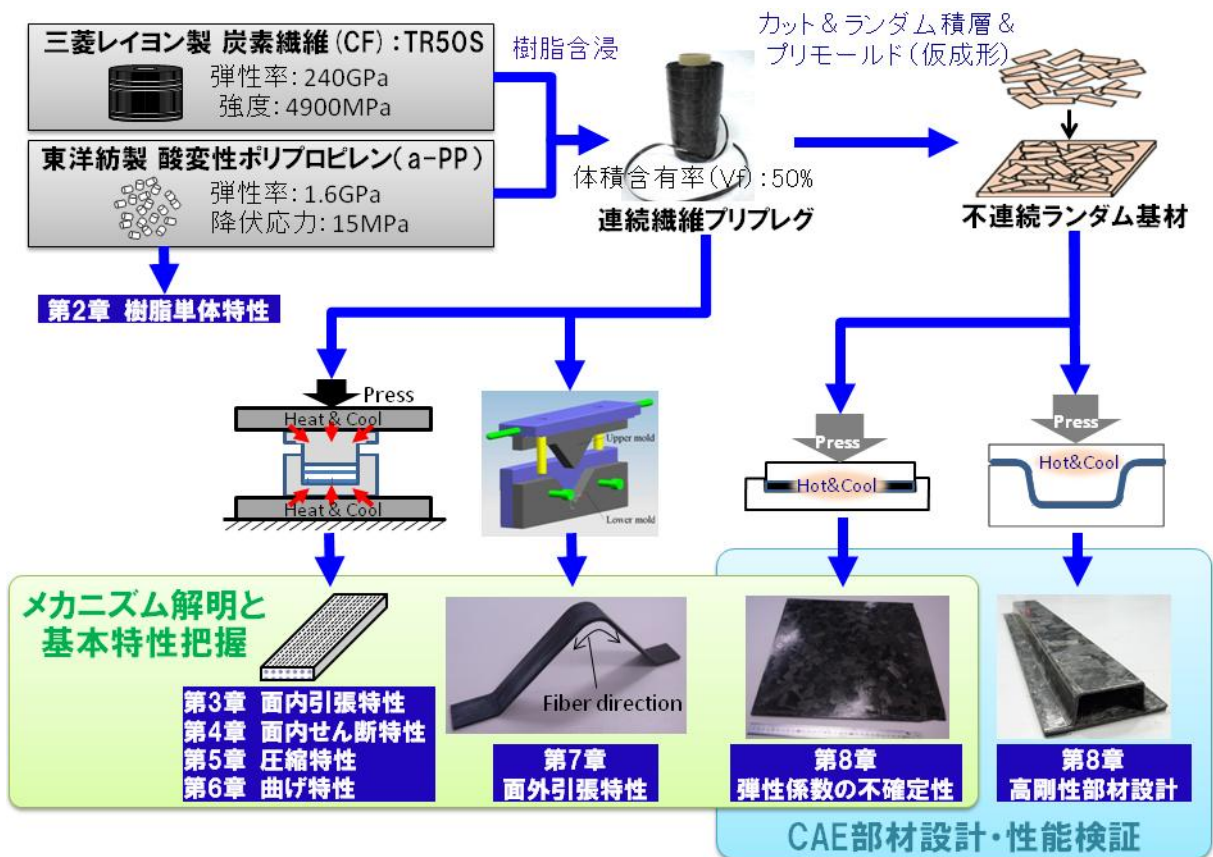 三菱レイヨン製 炭素繊維(CF):TR50S
弾性率:240GPa
強度:4900MPa
東洋紡製 酸変性ポリプロピレン(a-PP)
弾性率:1.6GPa
降伏応力:15MPa
樹脂含浸
カット&ランダム積層&
プリモールド(仮成形)
体積含有率(Vf):50%
連続繊維プリプレグ
不連続ランダム基材
第2章 樹脂単体特性
Press
Heat & Cool
Heat & Cool
Upper mold
Lower mold
Press
Hot&Cool
Press
Hot&Cool
メカニズム解明と
基本特性把握
Fiber direction
第3章 面内引張特性
第4章 面内せん断特性
第5章 圧縮特性
第6章 曲げ特性
第7章
面外引張特性
第8章
弾性係数の不確定性
第8章
高剛性部材設計
CAE部材設計・性能検証